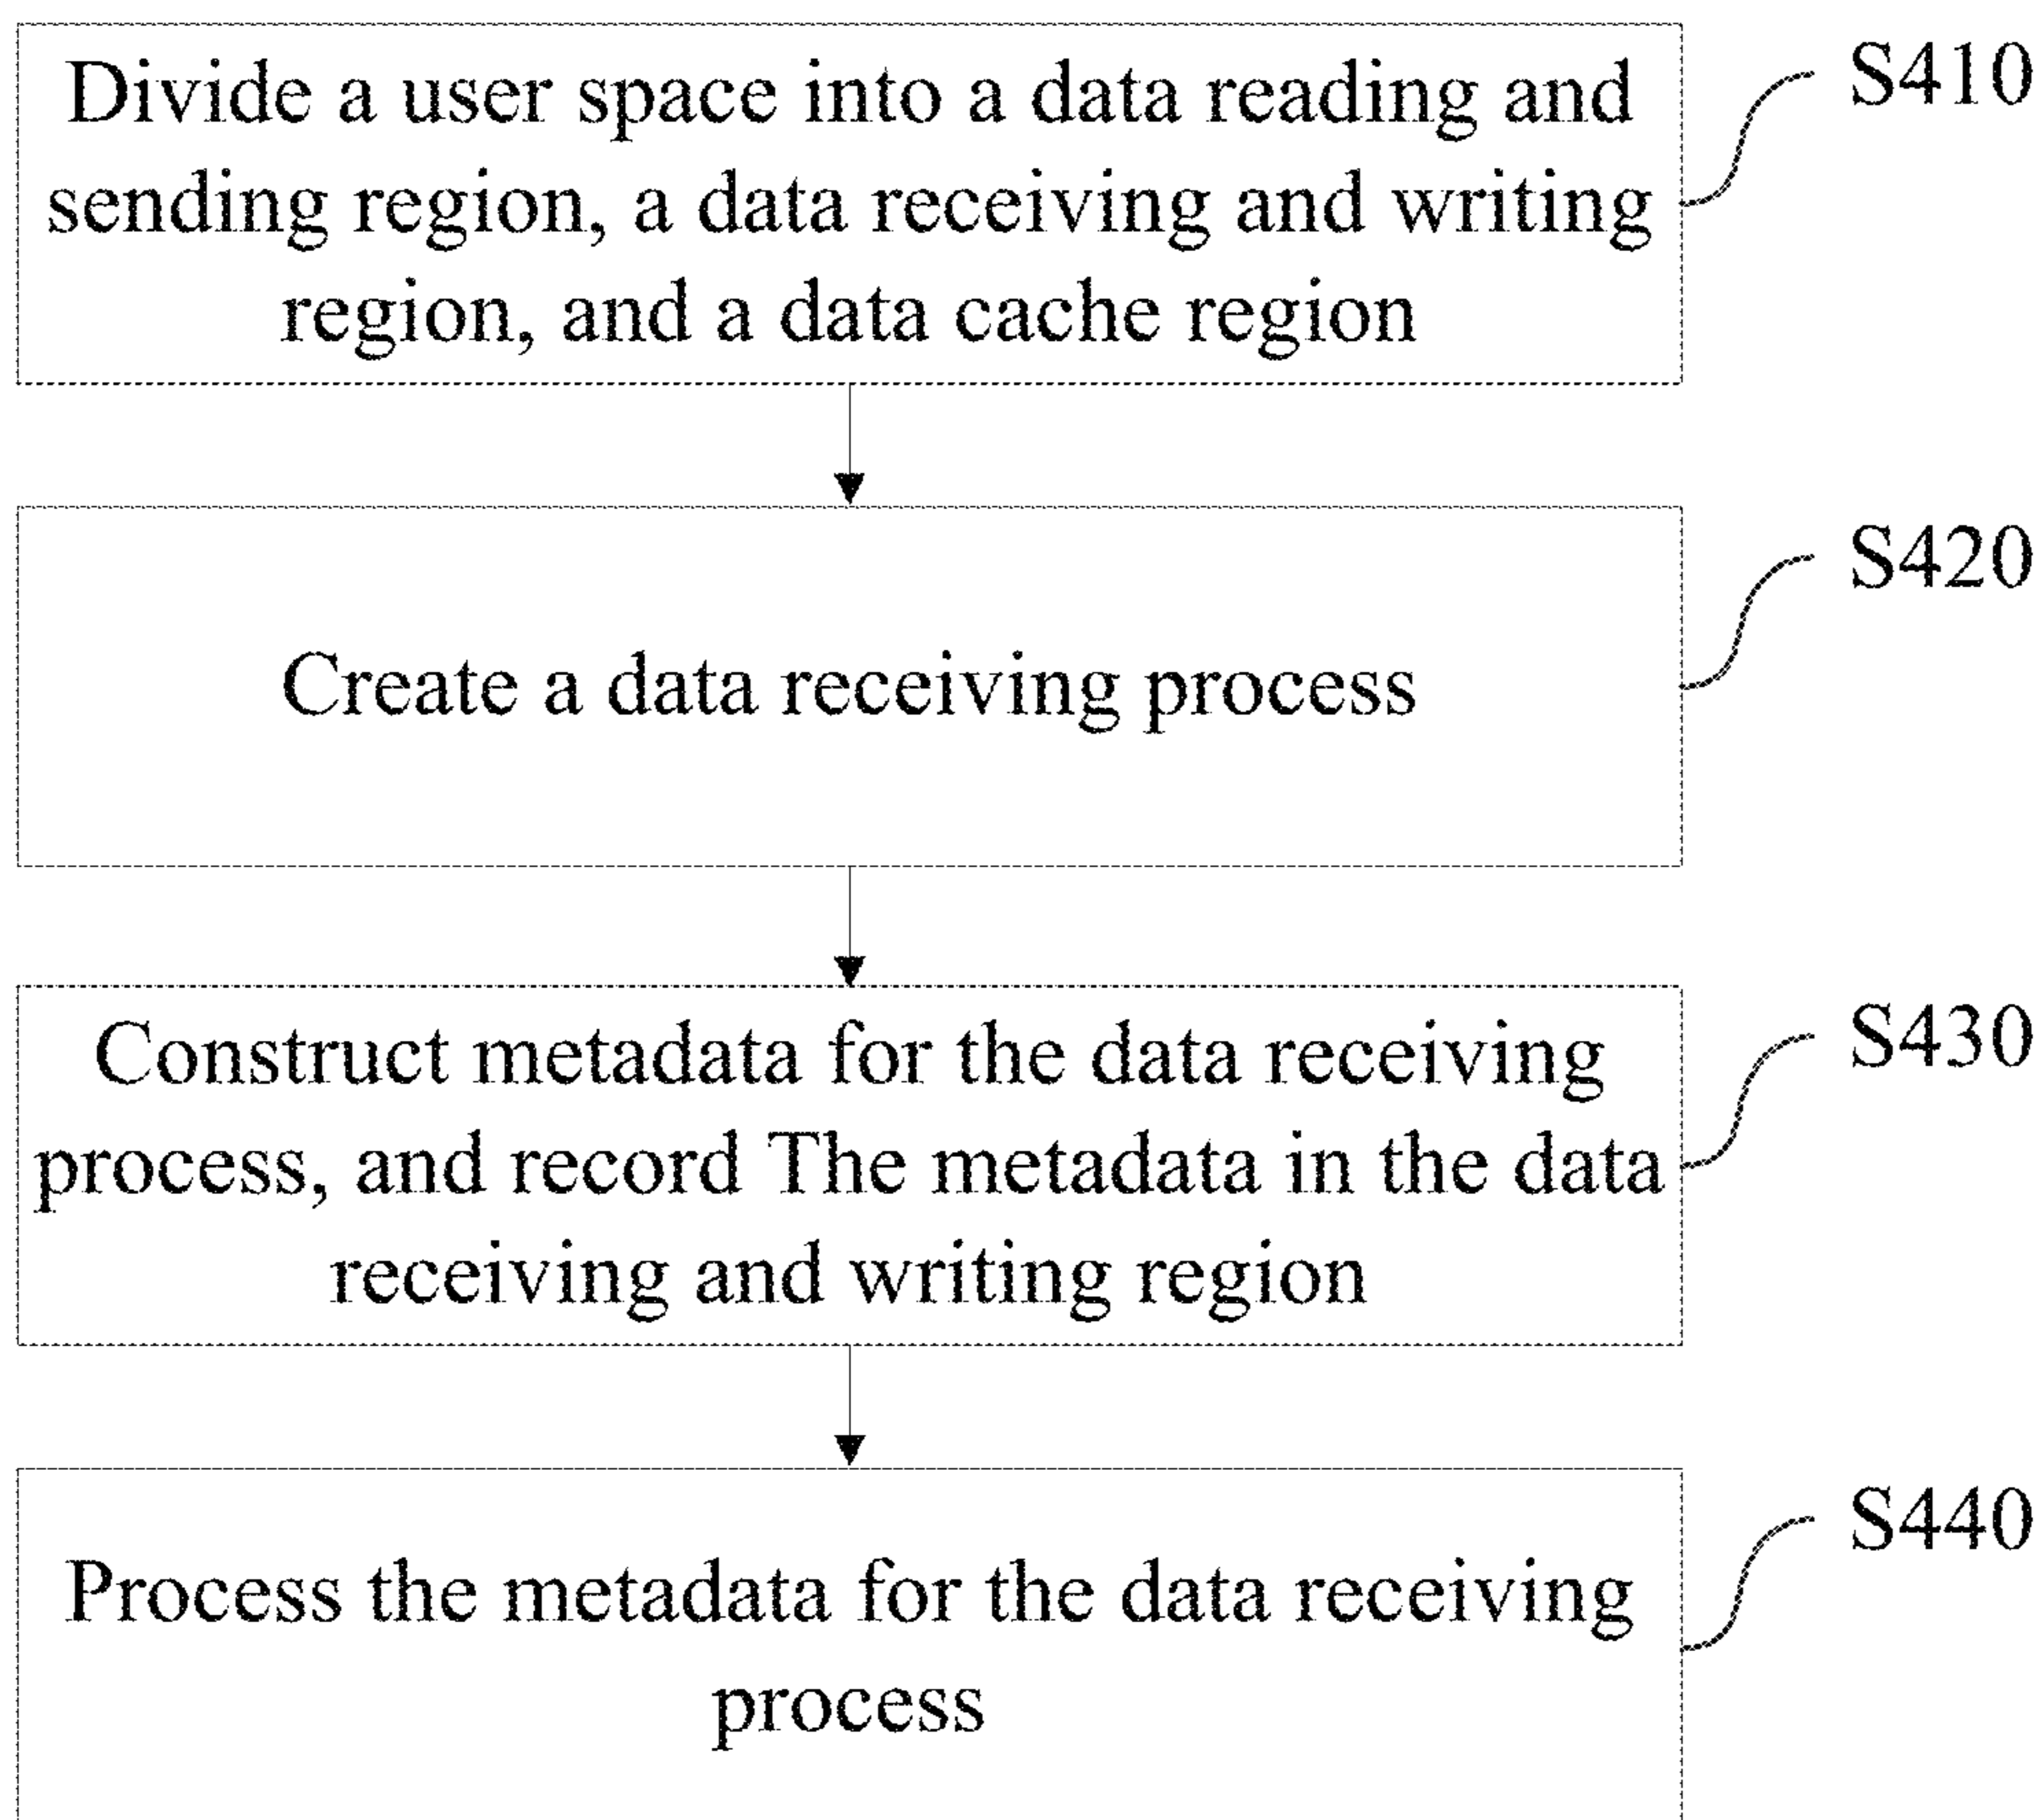 Divide a user space into a data reading and
sending region, a data receiving and writing
region, and a data cache region
S410
Create a data receiving process
S420
Construct metadata for the data receiving
process, and record The metadata in the data
receiving and writing region
S430
Process the metadata for the data receiving
process
S440